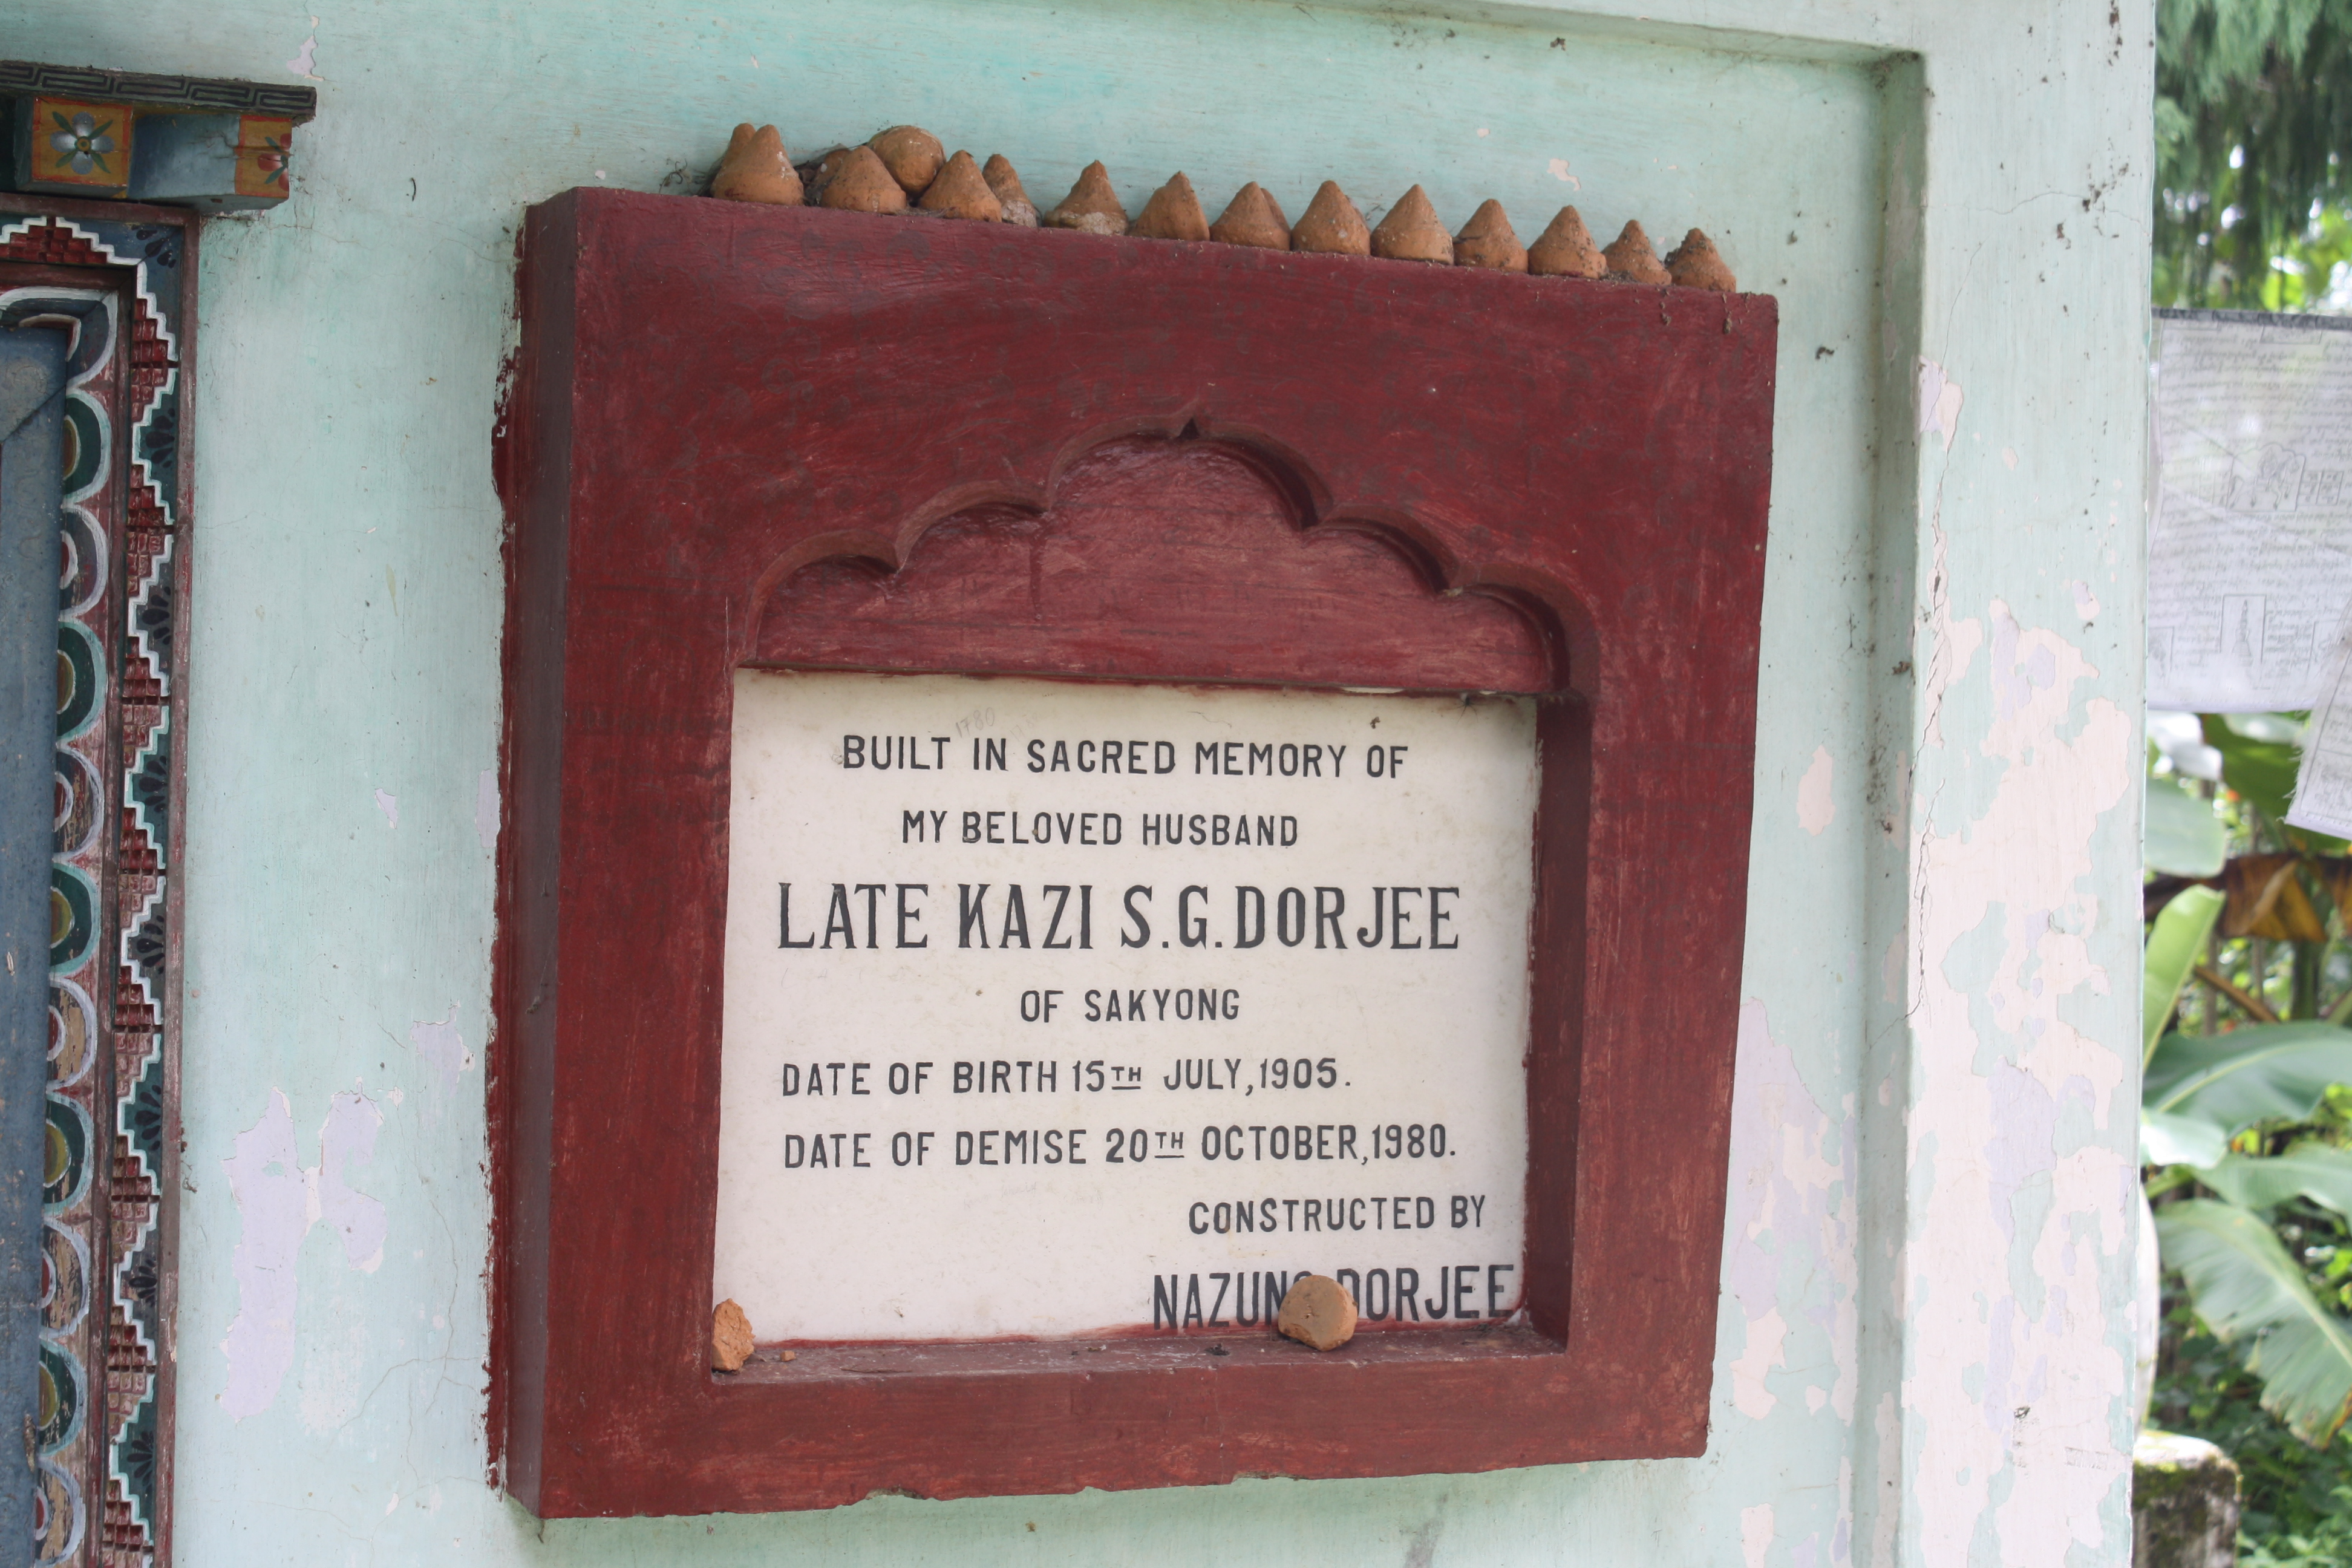 1780
BUILT IN SACRED MEMORY OF
MY BELOVED HUSBAND
LATE KAZI S.G.DORJEE
OF SAKYONG
DATE OF BIRTH 15TH JULY,1905.
DATE OF DEMISE 20TH OCTOBER,1980.
CONSTRUCTED BY
DORJEE